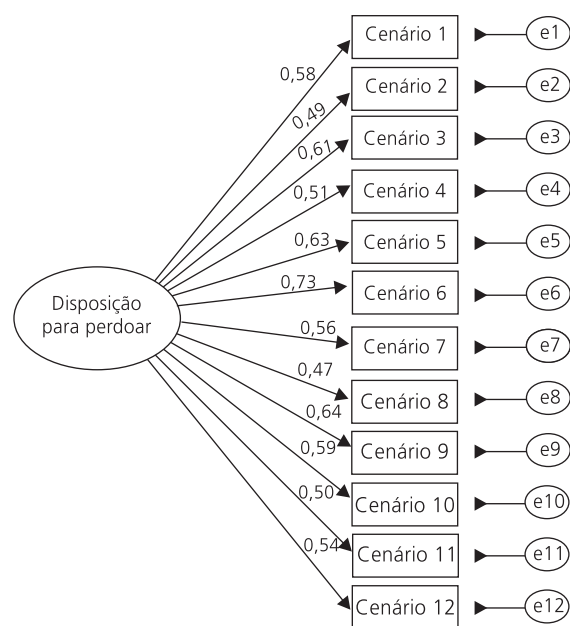 Cenário 1
e1
0,58
Cenário 2
e2
0,49
Cenário 3
e3
0,61
Cenário 4
e4
0,51
Cenário 5
e5
0,63
Cenário 6
e6
0,73
Disposição
para perdoar
Cenário 7
e7
0,56
Cenário 8
e8
0,47
Cenário 9
e9
0,64
Cenário 10
e10
0,59
Cenário 11
e11
0,50
Cenário 12
e12
0,54